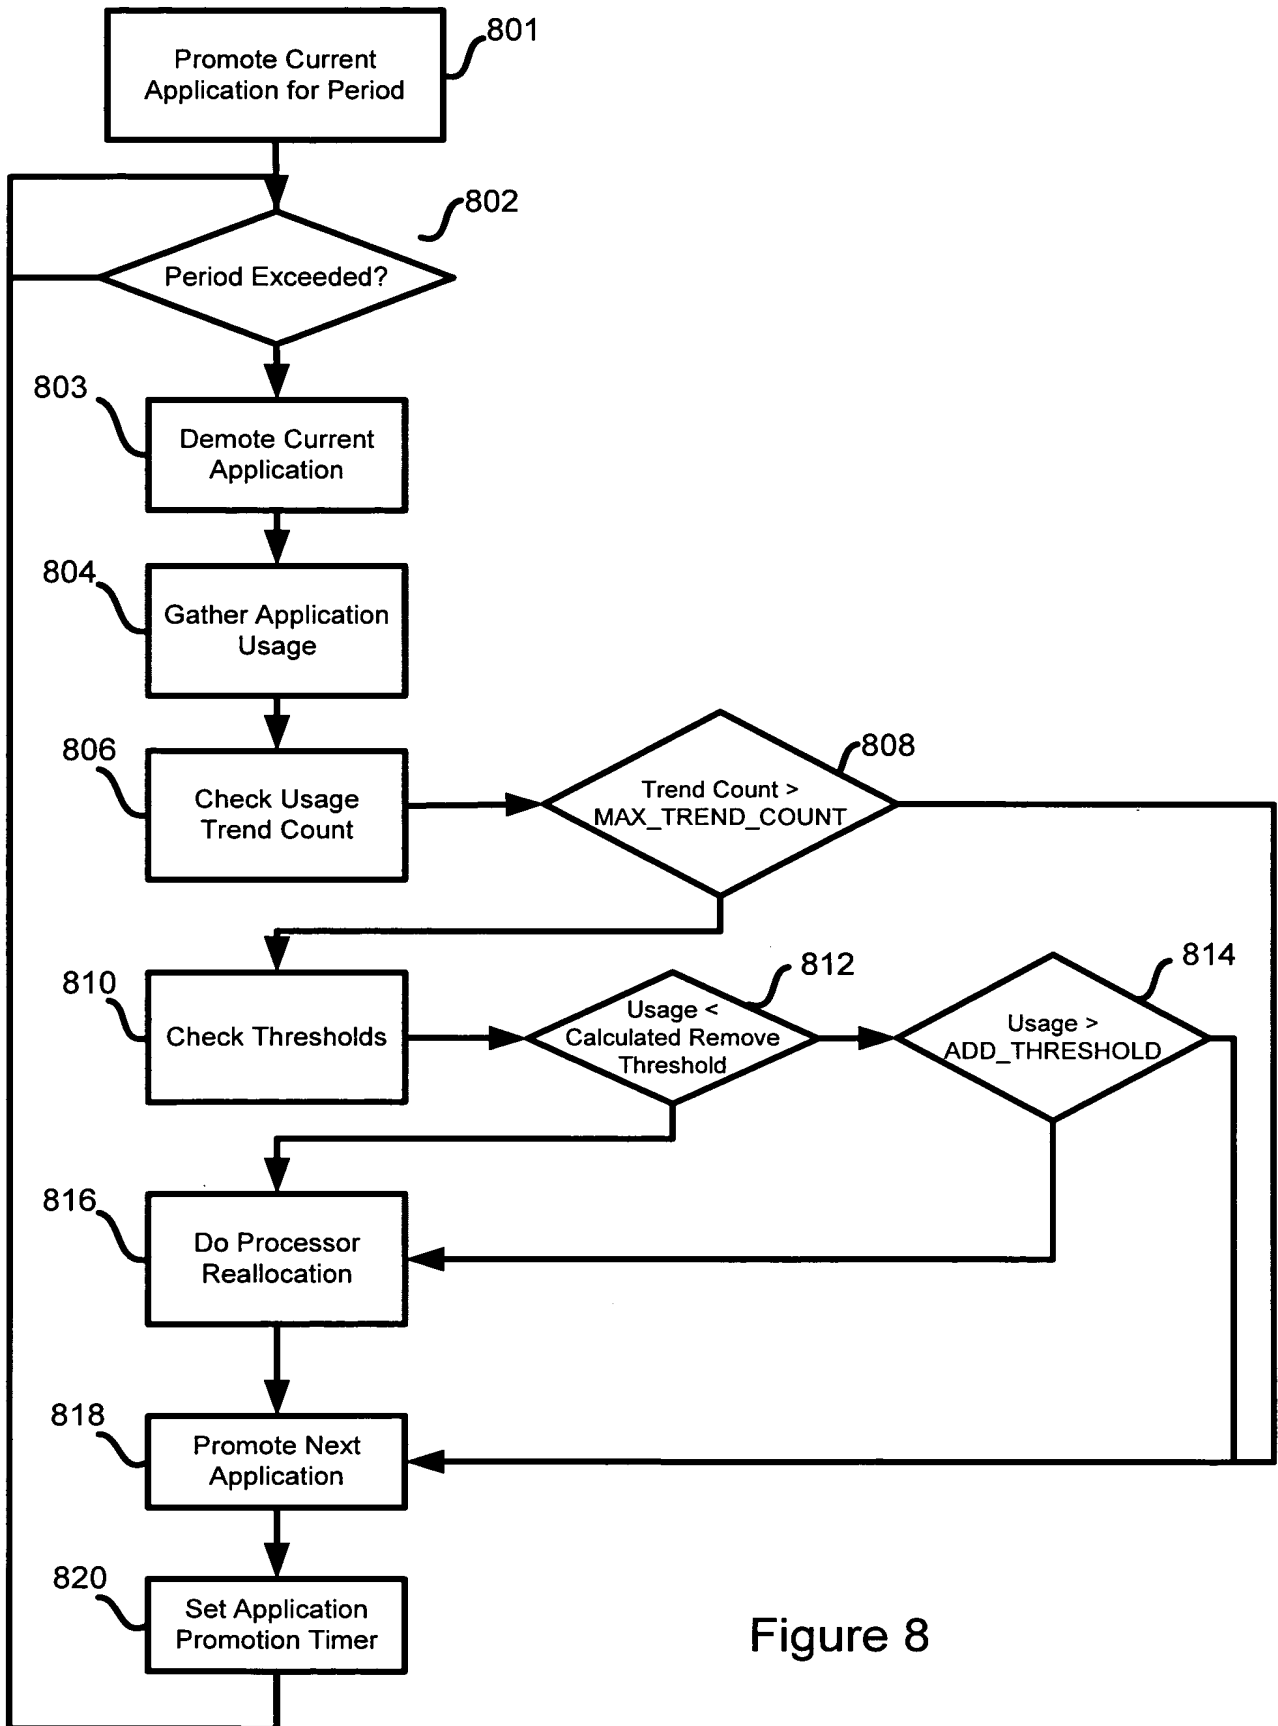 801
Promote Current
Application for Period
802
Period Exceeded?
803
Demote Current
Application
804
Gather Application
Usage
806
Check Usage
Trend Count
808
Trend Count >
MAX_TREND_COUNT
810
Check Thresholds
812
Usage <
Calculated Remove
Threshold
814
Usage >
ADD_THRESHOLD
816
Do Processor
Reallocation
818
Promote Next
Application
820
Set Application
Promotion Timer
Figure 8